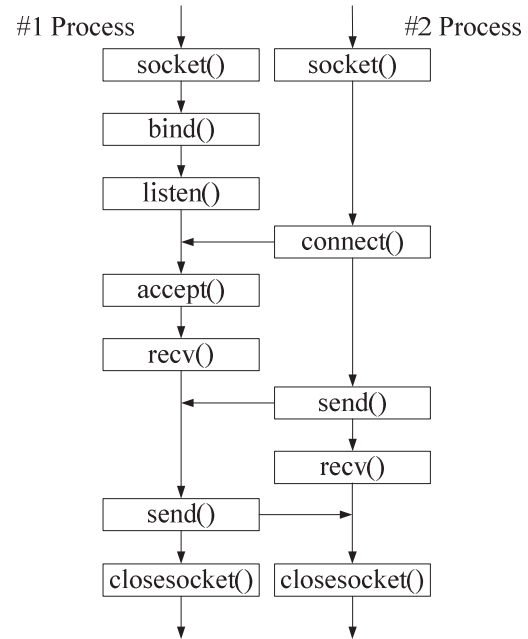 #1 Process
#2 Process
socket()
socket()
bind()
listen()
connect()
accept()
recv()
send()
recv()
send()
closesocket()
closesocket()